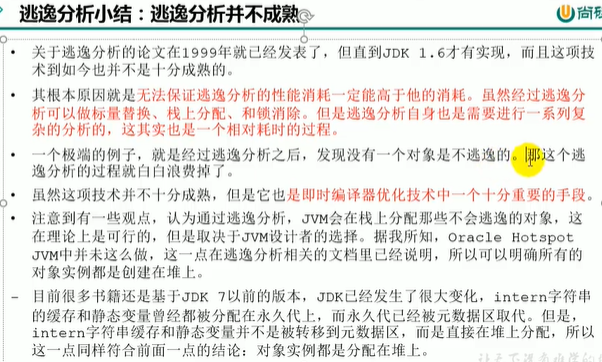 逃逸分析小结：逃逸分析并不成熟
尚硅
• 关于逃逸分析的论文在1999年就已经发表了，但直到JDK 1.6才有实现，而且这项技
术到如今也并不是十分成熟的。
• 其根本原因就是无法保证逃逸分析的性能消耗一定能高于他的消耗。虽然经过逃逸分
析可以做标量替换、栈上分配、和锁消除。但是逃逸分析自身也是需要进行一系列复
杂的分析的，这其实也是一个相对耗时的过程。
• 一个极端的例子，就是经过逃逸分析之后，发现没有一个对象是不逃逸的。那这个逃
逸分析的过程就白白浪费掉了。
• 虽然这项技术并不十分成熟，但是它也是即时编译器优化技术中一个十分重要的手段。
• 注意到有一些观点，认为通过逃逸分析，JVM会在栈上分配那些不会逃逸的对象，这
在理论上是可行的，但是取决于JVM设计者的选择。据我所知，Oracle Hotspot
JVM中并未这么做，这一点在逃逸分析相关的文档里已经说明，所以可以明确所有的
对象实例都是创建在堆上。
– 目前很多书籍还是基于JDK 7以前的版本，JDK已经发生了很大变化，intern字符串
的缓存和静态变量曾经都被分配在永久代上，而永久代已经被元数据区取代。但是，
intern字符串缓存和静态变量并不是被转移到元数据区，而是直接在堆上分配，所以
这一点同样符合前面一点的结论：对象实例都是分配在堆上。